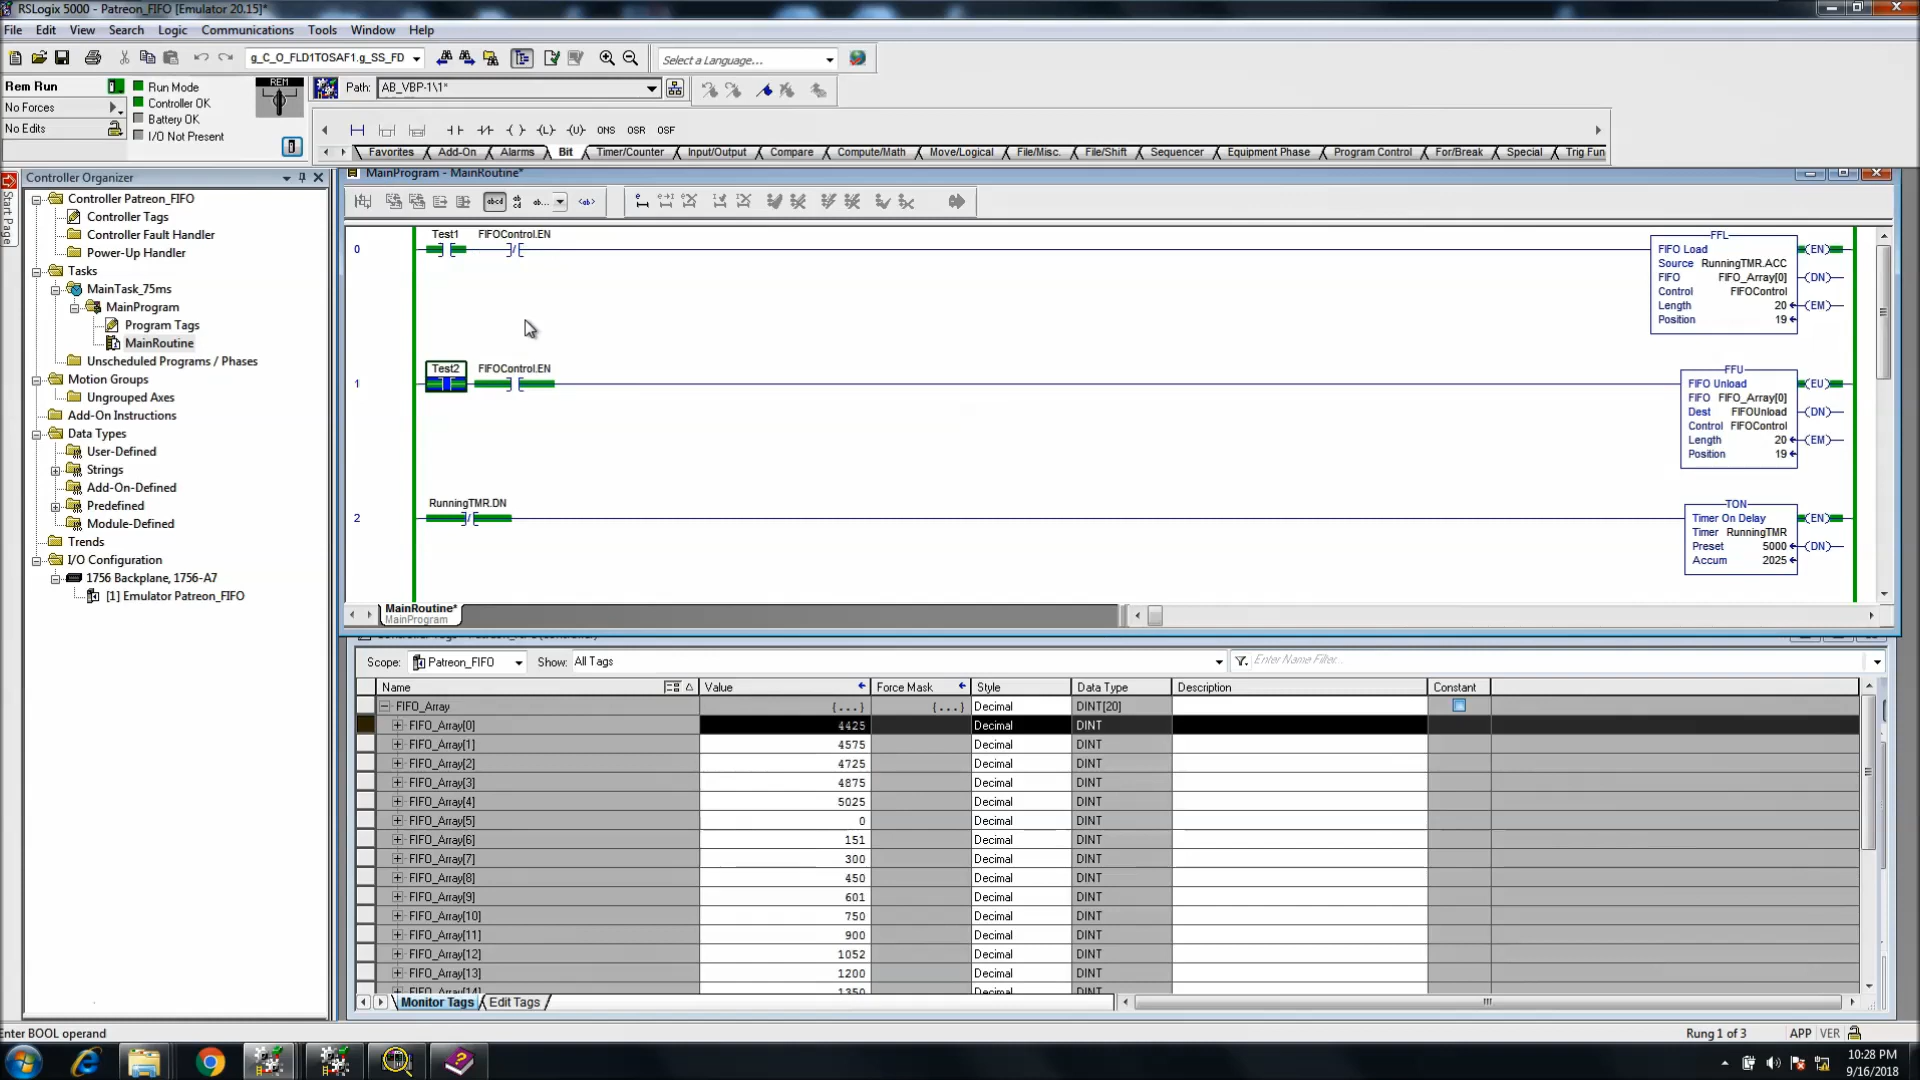 RSLogix 5000 - Patreon_FIFO [Emulator 20.15]*
File Edit View Search Logic Communications Tools Window Help
g_C_O_FLD1TOSAF1.g_SS_FD
Select a Language...
Rem Run
No Forces
No Edits
Run Mode
Controller OK
Battery OK
I/O Not Present
REM
Path: AB_VBP-1\1*
ONS OSR OSF
Favorites Add-On Alarms Bit Timer/Counter Input/Output Compare Compute/Math Move/Logical File/Misc. File/Shift Sequencer Equipment Phase Program Control For/Break Special Trig Fun
Start Page
Controller Organizer
Controller Patreon_FIFO
Controller Tags
Controller Fault Handler
Power-Up Handler
Tasks
MainTask_75ms
MainProgram
Program Tags
MainRoutine
Unscheduled Programs / Phases
Motion Groups
Ungrouped Axes
Add-On Instructions
Data Types
User-Defined
Strings
Add-On-Defined
Predefined
Module-Defined
Trends
I/O Configuration
1756 Backplane, 1756-A7
[1] Emulator Patreon_FIFO
MainProgram - MainRoutine*
0
Test1 FIFOControl.EN
FFL
FIFO Load
Source RunningTMR.ACC
FIFO FIFO_Array[0]
Control FIFOControl
Length 20
Position 19
EN
DN
EM
1
Test2 FIFOControl.EN
FFU
FIFO Unload
FIFO FIFO_Array[0]
Dest FIFOUnload
Control FIFOControl
Length 20
Position 19
EU
DN
EM
2
RunningTMR.DN
TON
Timer On Delay
Timer RunningTMR
Preset 5000
Accum 2025
EN
DN
MainRoutine*
MainProgram
Scope: Patreon_FIFO Show: All Tags Enter Name Filter...
Name Value Force Mask Style Data Type Description Constant
FIFO_Array {...} {...} Decimal DINT[20]
FIFO_Array[0] 4425 Decimal DINT
FIFO_Array[1] 4575 Decimal DINT
FIFO_Array[2] 4725 Decimal DINT
FIFO_Array[3] 4875 Decimal DINT
FIFO_Array[4] 5025 Decimal DINT
FIFO_Array[5] 0 Decimal DINT
FIFO_Array[6] 151 Decimal DINT
FIFO_Array[7] 300 Decimal DINT
FIFO_Array[8] 450 Decimal DINT
FIFO_Array[9] 601 Decimal DINT
FIFO_Array[10] 750 Decimal DINT
FIFO_Array[11] 900 Decimal DINT
FIFO_Array[12] 1052 Decimal DINT
FIFO_Array[13] 1200 Decimal DINT
Monitor Tags Edit Tags
Enter BOOL operand
Rung 1 of 3 APP VER
10:28 PM
9/16/2018